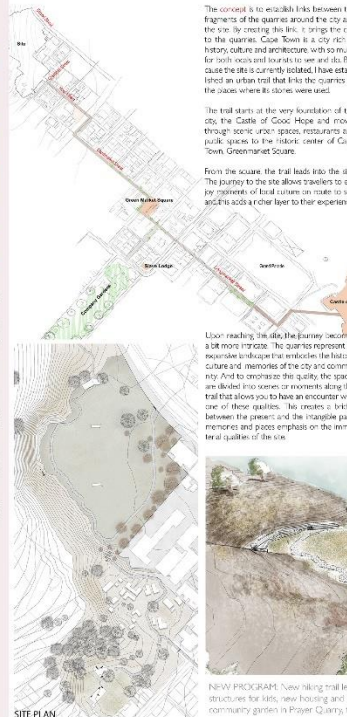 The concept is to establish links between t
fragments of the quarries around the city a
the site. By creating this link, it brings the c
to the quarries. Cape Town is a city rich
history, culture and architecture, with so mu
for both locals and tourists to see and do. B
cause the site is currently isolated, I have esta
lished an urban trail that links the quarries
the places where its stones were used.
The trail starts at the very foundation of t
city, the Castle of Good Hope and mov
through scenic urban spaces, restaurants a
public spaces to the historic center of Ca
Town, Greenmarket Square.
From the square, the trail leads into the si
The journey to the site allows travellers to e
joy moments of local culture on route to s
and this adds a richer layer to their experien
Site
Green Market Square
Slave Lodge
Grand Parade
Castle
Company Gardens
Upon reaching the site, the journey becom
a bit more intricate. The quarries represent
expansive landscape that embodies the histo
culture and memories of the city and comm
nity. And to emphasize this quality, the spac
are divided into scenes or moments along th
trail that allows you to have an encounter w
one of these qualities. This creates a brid
between the present and the intangible pa
memories and places emphasis on the imm
terial qualities of the site.
NEW PROGRAM: New hiking trail le
structures for kids, new housing and
community garden in Prayer Quarry,
SITE PLAN